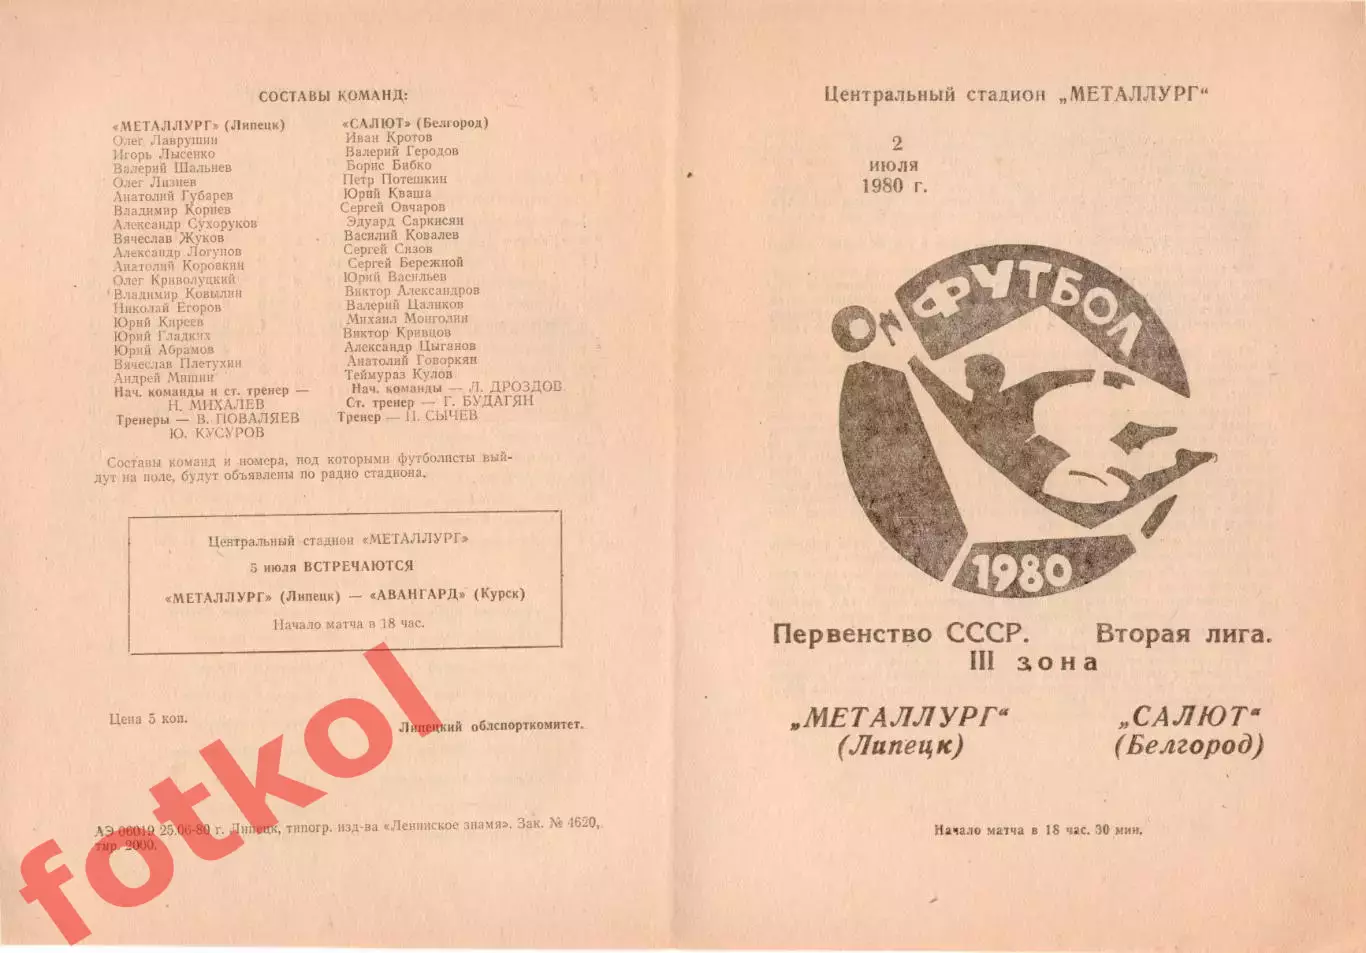 СОСТАВЫ КОМАНД:
«МЕТАЛЛУРГ» (Липецк)
Олег Лаврушин
Игорь Лысенко
Валерий Шальнев
Олег Лизнев
Анатолий Губарев
Владимир Корнев
Александр Сухоруков
Вячеслав Жуков
Александр Логунов
Анатолий Коровкин
Олег Криволуцкий
Владимир Ковылин
Николай Егоров
Юрий Киреев
Юрий Гладких
Юрий Абрамов
Вячеслав Плетухин
Андрей Мишин
Нач. команды и ст. тренер —
Н. МИХАЛЕВ
Тренеры — В. ПОВАЛЯЕВ
Ю. КУСУРОВ
«САЛЮТ» (Белгород)
Иван Кротов
Валерий Геродов
Борис Бибко
Петр Потешкин
Юрий Кваша
Сергей Овчаров
Эдуард Саркисян
Василий Ковалев
Сергей Сизов
Сергей Бережной
Юрий Васильев
Виктор Александров
Валерий Цаликов
Михаил Монголин
Виктор Кривцов
Александр Цыганов
Анатолий Говоркян
Теймураз Кулов
Нач. команды — Л. ДРОЗДОВ
Ст. тренер — Г. БУДАГЯН
Тренер — П. СЫЧЕВ
Составы команд и номера, под которыми футболисты вый-
дут на поле, будут объявлены по радио стадиона.
Центральный стадион «МЕТАЛЛУРГ»
5 июля ВСТРЕЧАЮТСЯ
«МЕТАЛЛУРГ» (Липецк) — «АВАНГАРД» (Курск)
Начало матча в 18 час.
Цена 5 коп.
Липецкий облспорткомитет.
АЭ 06019 25.06-80 г. Липецк, типогр. изд-ва «Ленинское знамя». Зак. № 4620,
тир. 2000.
fotkol
Центральный стадион „МЕТАЛЛУРГ“
2
июля
1980 г.
ФУТБОЛ
1980
Первенство СССР. Вторая лига.
III зона
„МЕТАЛЛУРГ“ „САЛЮТ“
(Липецк) (Белгород)
Начало матча в 18 час. 30 мин.